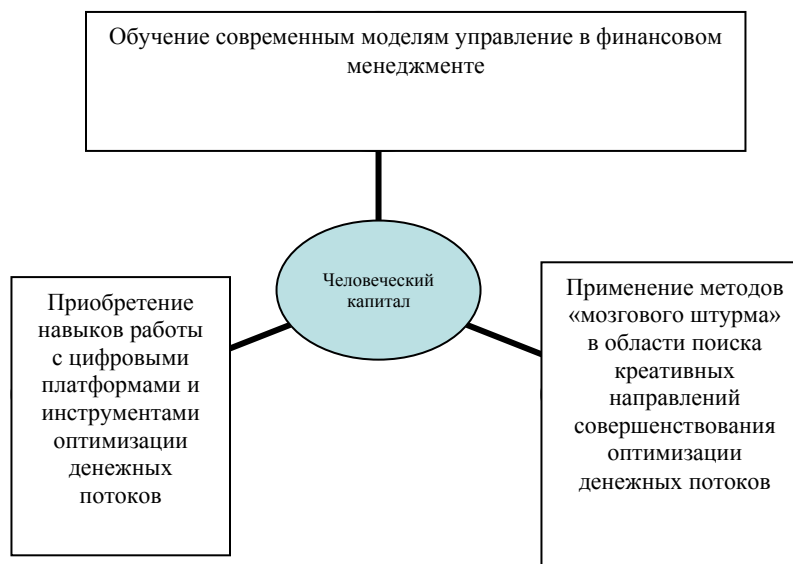 Обучение современным моделям управление в финансовом
менеджменте
Человеческий
капитал
Приобретение
навыков работы
с цифровыми
платформами и
инструментами
оптимизации
денежных
потоков
Применение методов
«мозгового штурма»
в области поиска
креативных
направлений
совершенствования
оптимизации
денежных потоков